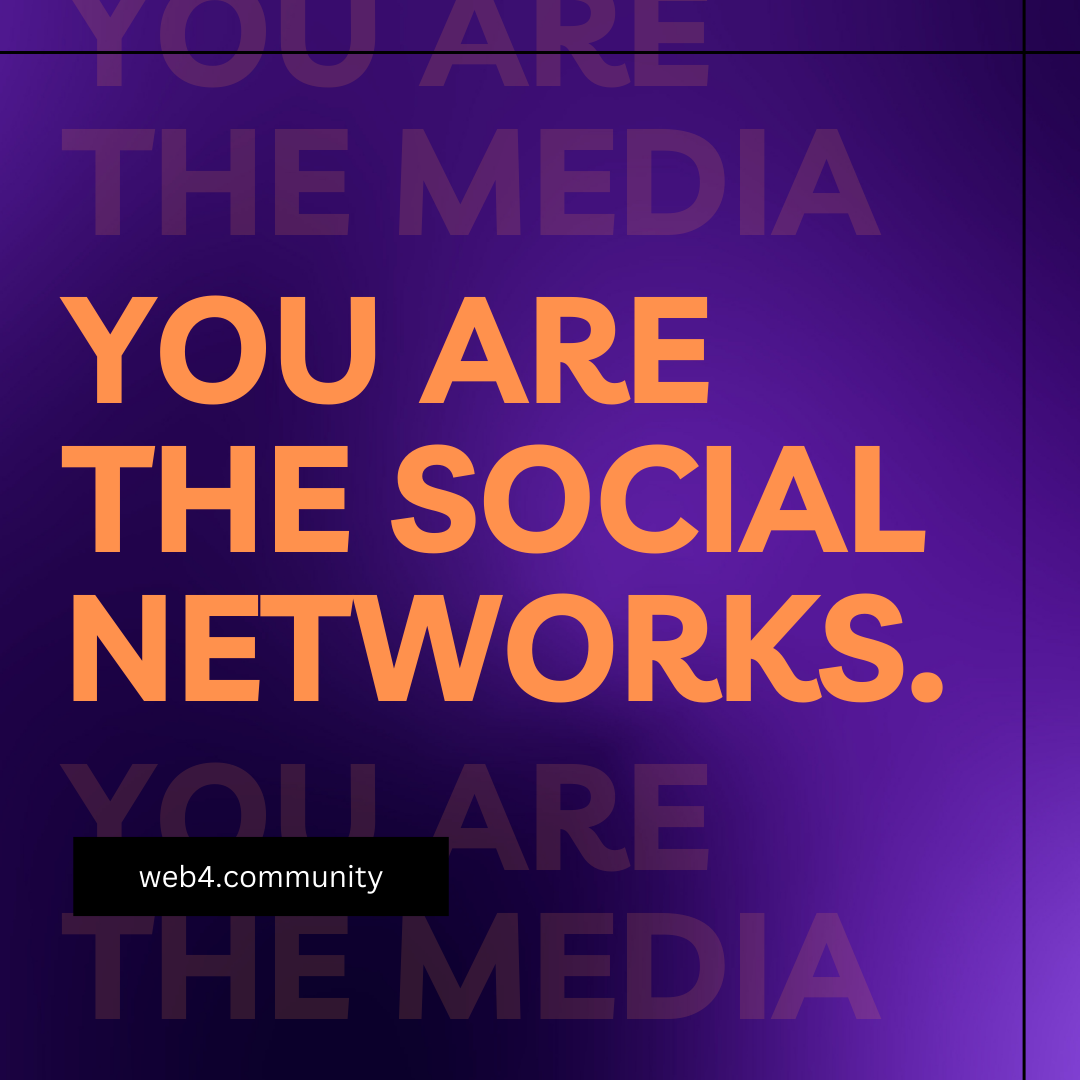 YOU ARE
THE MEDIA
YOU ARE
THE SOCIAL
NETWORKS.
YOU ARE
web4.community
THE MEDIA